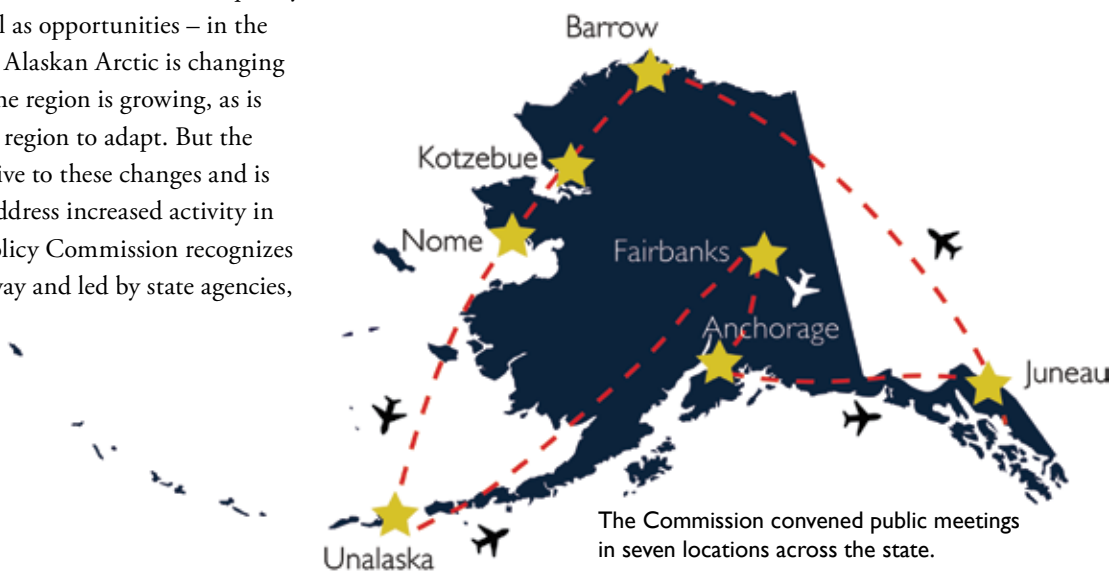 l as opportunities – in the
Alaskan Arctic is changing
ne region is growing, as is
region to adapt. But the
ive to these changes and is
ddress increased activity in
olicy Commission recognizes
vay and led by state agencies,
Barrow
Kotzebue
Nome
Fairbanks
Anchorage
Juneau
Unalaska
The Commission convened public meetings
in seven locations across the state.